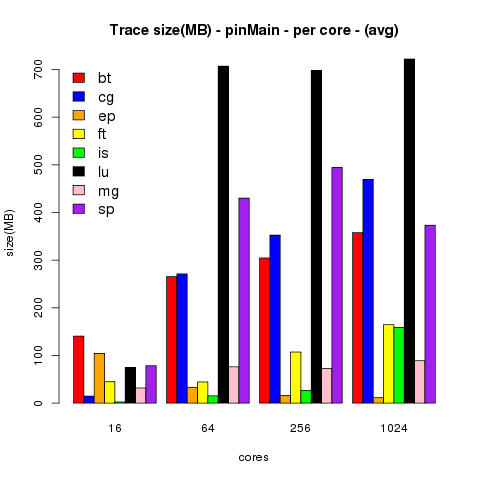 Trace size(MB) - pinMain - per core - (avg)
size(MB)
700
600
500
400
300
200
100
0
bt
cg
ep
ft
is
lu
mg
sp
16 64 256 1024
cores